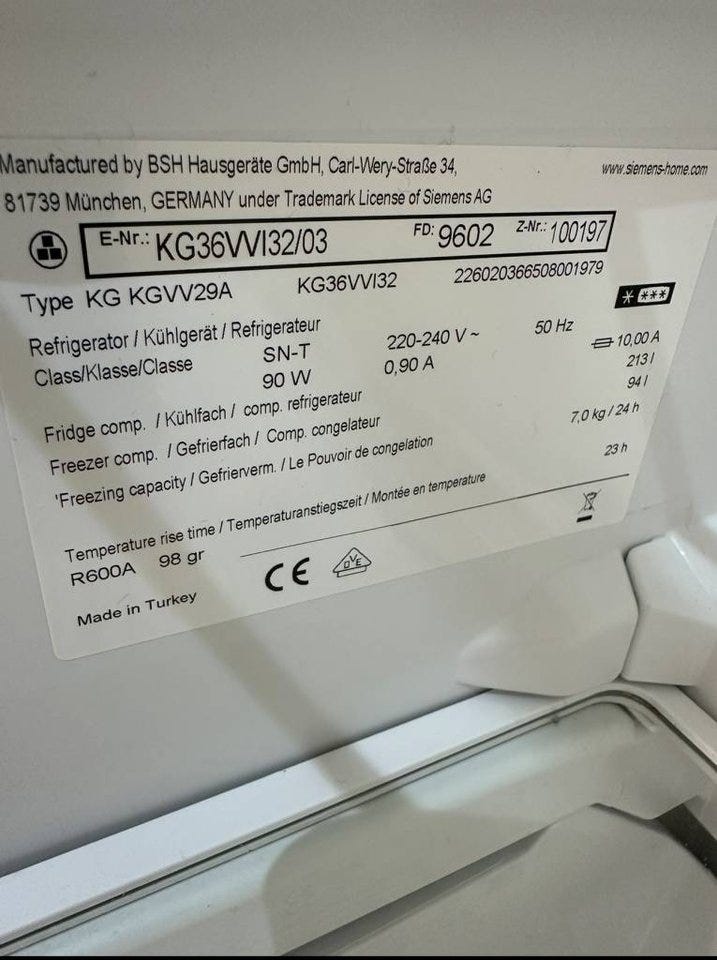 Manufactured by BSH Hausgeräte GmbH, Carl-Wery-Straße 34, www.siemens-home.com
81739 München, GERMANY under Trademark License of Siemens AG
E-Nr.: KG36VVI32/03 FD: 9602 Z-Nr.: 100197
Type KG KGVV29A KG36VVI32 226020366508001979
Refrigerator / Kühlgerät / Refrigerateur
Class/Klasse/Classe SN-T 220-240 V ~ 50 Hz 10,00 A
90 W 0,90 A 213 l
Fridge comp. / Kühlfach / comp. refrigerateur 94 l
Freezer comp. / Gefrierfach / Comp. congelateur 7,0 kg / 24 h
'Freezing capacity / Gefrierverm. / Le Pouvoir de congelation 23 h
Temperature rise time / Temperaturanstiegszeit / Montée en temperature
R600A 98 gr
CE OVE
Made in Turkey